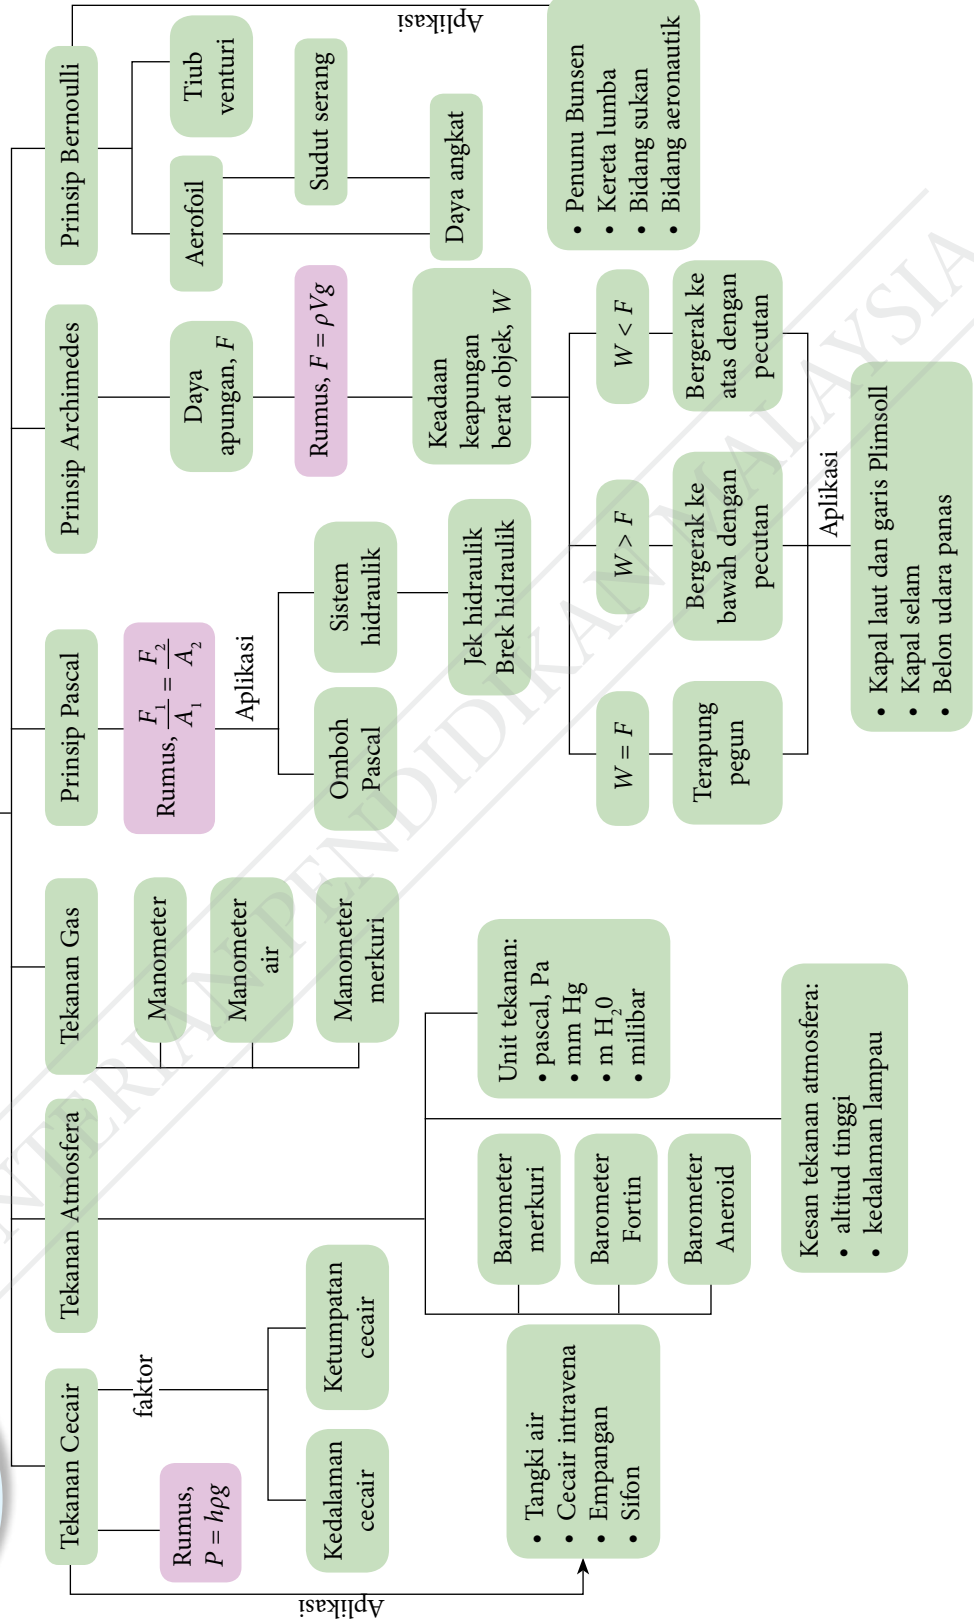 Tekanan Cecair
Rumus,
P = hρg
faktor
Kedalaman
cecair
Ketumpatan
cecair
Aplikasi
• Tangki air
• Cecair intravena
• Empangan
• Sifon
Tekanan Atmosfera
Barometer
merkuri
Barometer
Fortin
Barometer
Aneroid
Unit tekanan:
• pascal, Pa
• mm Hg
• m H₂0
• milibar
Kesan tekanan atmosfera:
• altitud tinggi
• kedalaman lampau
Tekanan Gas
Manometer
Manometer
air
Manometer
merkuri
Prinsip Pascal
Rumus, F₁/A₁ = F₂/A₂
Aplikasi
Omboh
Pascal
Sistem
hidraulik
Jek hidraulik
Brek hidraulik
Prinsip Archimedes
Daya
apungan, F
Rumus, F = ρVg
Keadaan
keapungan
berat objek, W
W = F
W > F
W < F
Terapung
pegun
Bergerak ke
bawah dengan
pecutan
Bergerak ke
atas dengan
pecutan
Aplikasi
• Kapal laut dan garis Plimsoll
• Kapal selam
• Belon udara panas
Prinsip Bernoulli
Aerofoil
Tiub
venturi
Sudut serang
Daya angkat
Aplikasi
• Penunu Bunsen
• Kereta lumba
• Bidang sukan
• Bidang aeronautik
PENDIDIKAN MALAYSIA